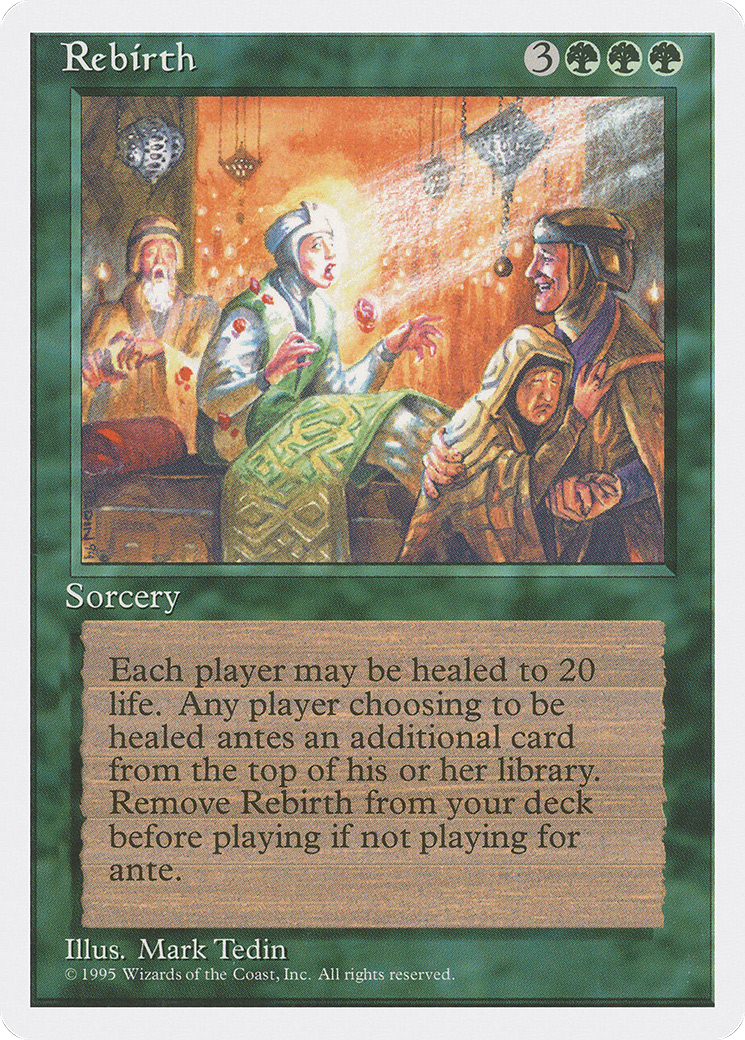 Rebirth
3
Sorcery
Each player may be healed to 20
life. Any player choosing to be
healed antes an additional card
from the top of his or her library.
Remove Rebirth from your deck
before playing if not playing for
ante.
Illus. Mark Tedin
© 1995 Wizards of the Coast, Inc. All rights reserved.